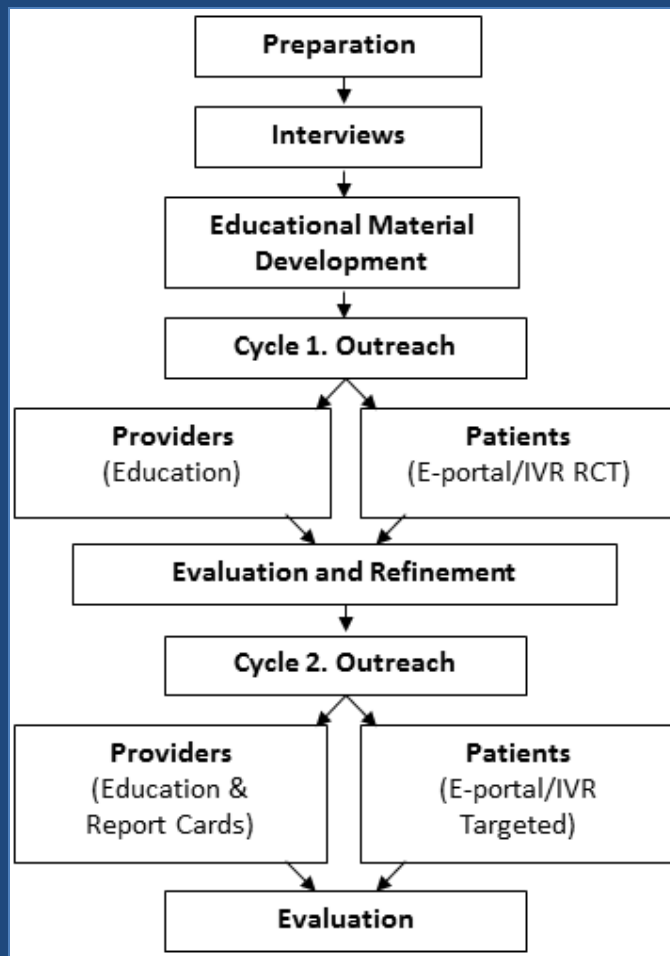 Preparation
Interviews
Educational Material
Development
Cycle 1. Outreach
Providers
(Education)
Patients
(E-portal/IVR RCT)
Evaluation and Refinement
Cycle 2. Outreach
Providers
(Education &
Report Cards)
Patients
(E-portal/IVR
Targeted)
Evaluation